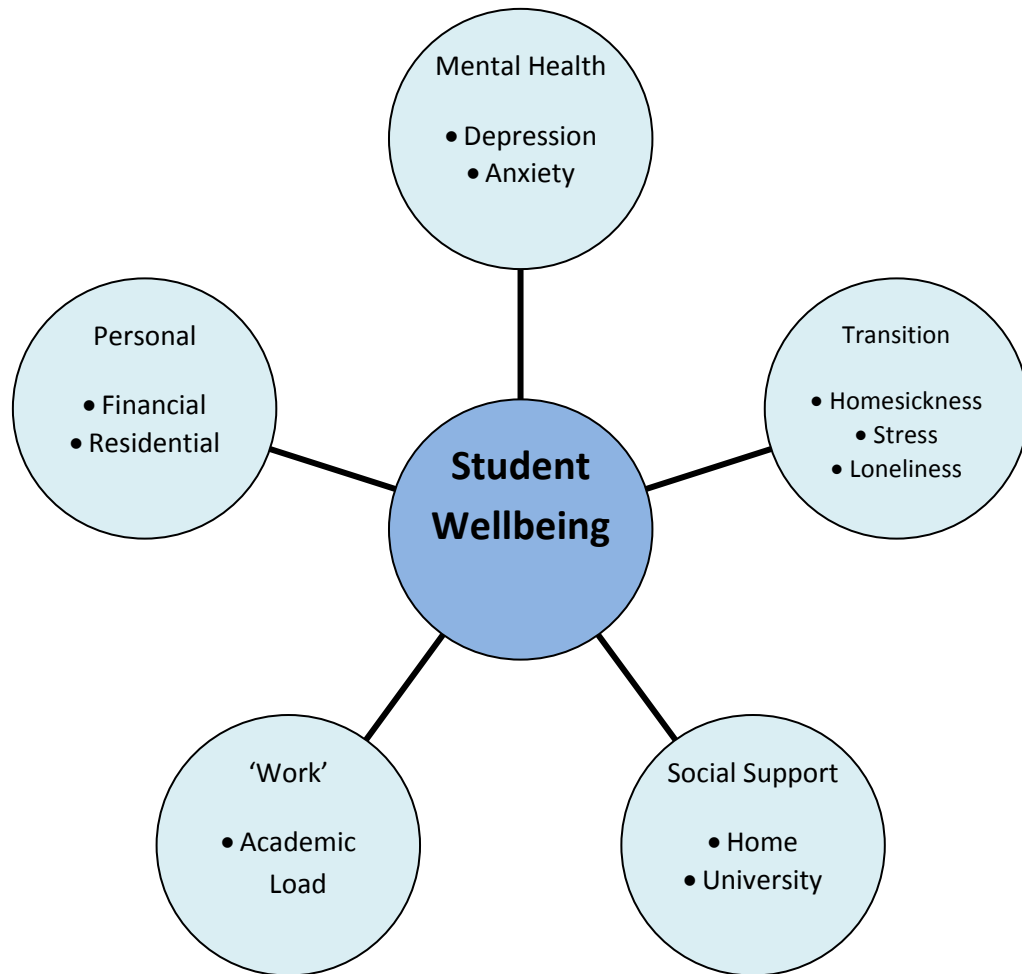 Mental Health
• Depression
• Anxiety
Personal
• Financial
• Residential
Transition
• Homesickness
• Stress
• Loneliness
Student
Wellbeing
‘Work’
• Academic
Load
Social Support
• Home
• University